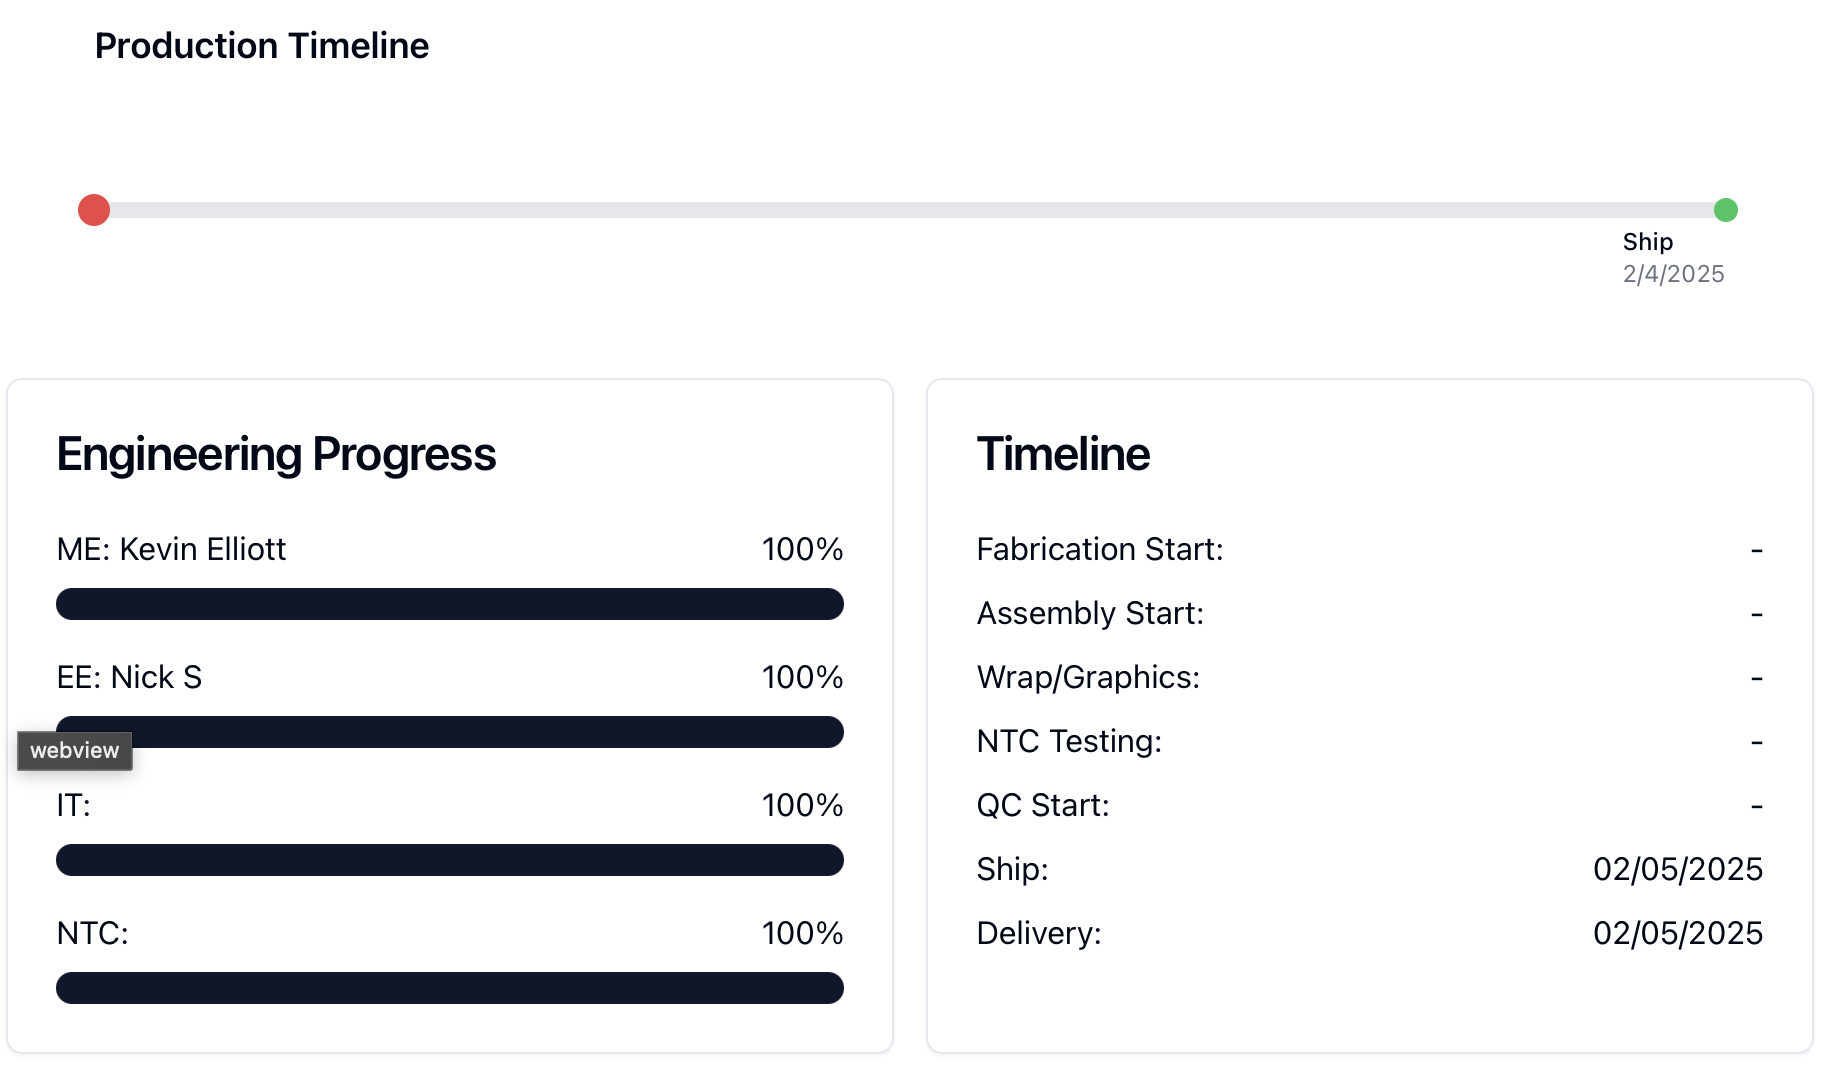 Production Timeline
Ship
2/4/2025
Engineering Progress
ME: Kevin Elliott 100%
EE: Nick S 100%
webview
IT: 100%
NTC: 100%
Timeline
Fabrication Start: -
Assembly Start: -
Wrap/Graphics: -
NTC Testing: -
QC Start: -
Ship: 02/05/2025
Delivery: 02/05/2025